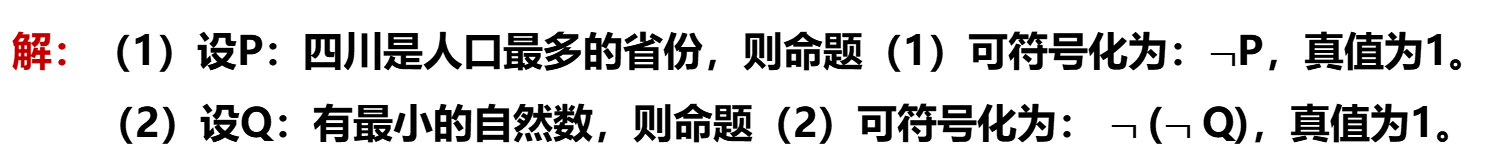 解：（1）设P：四川是人口最多的省份，则命题（1）可符号化为：¬P，真值为1。
（2）设Q：有最小的自然数，则命题（2）可符号化为： ¬ (¬ Q)，真值为1。